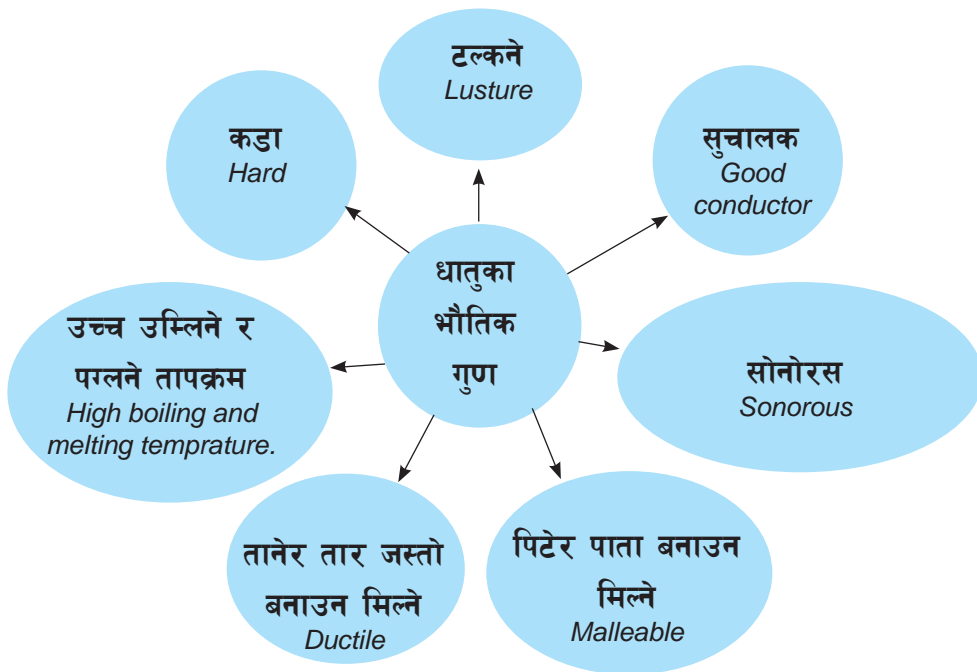 टल्कने
Lusture
कडा
Hard
सुचालक
Good
conductor
धातुका
भौतिक
गुण
उच्च उम्लिने र
पग्लने तापक्रम
High boiling and
melting temprature.
सोनोरस
Sonorous
तानेर तार जस्तो
बनाउन मिल्ने
Ductile
पिटेर पाता बनाउन
मिल्ने
Malleable